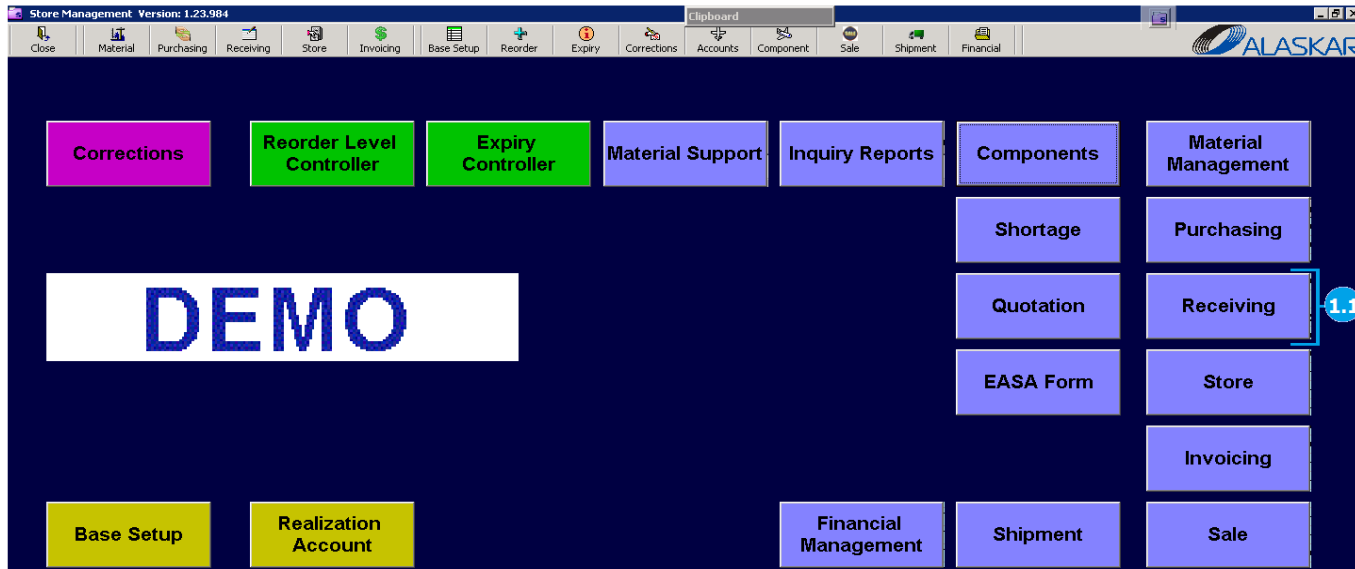 Store Management Version: 1.23.984
Clipboard
Close Material Purchasing Receiving Store Invoicing Base Setup Reorder Expiry Corrections Accounts Component Sale Shipment Financial
ALASKAR
Corrections
Reorder Level
Controller
Expiry
Controller
Material Support
Inquiry Reports
Components
Material
Management
Shortage
Purchasing
DEMO
Quotation
Receiving
1.1
EASA Form
Store
Invoicing
Base Setup
Realization
Account
Financial
Management
Shipment
Sale